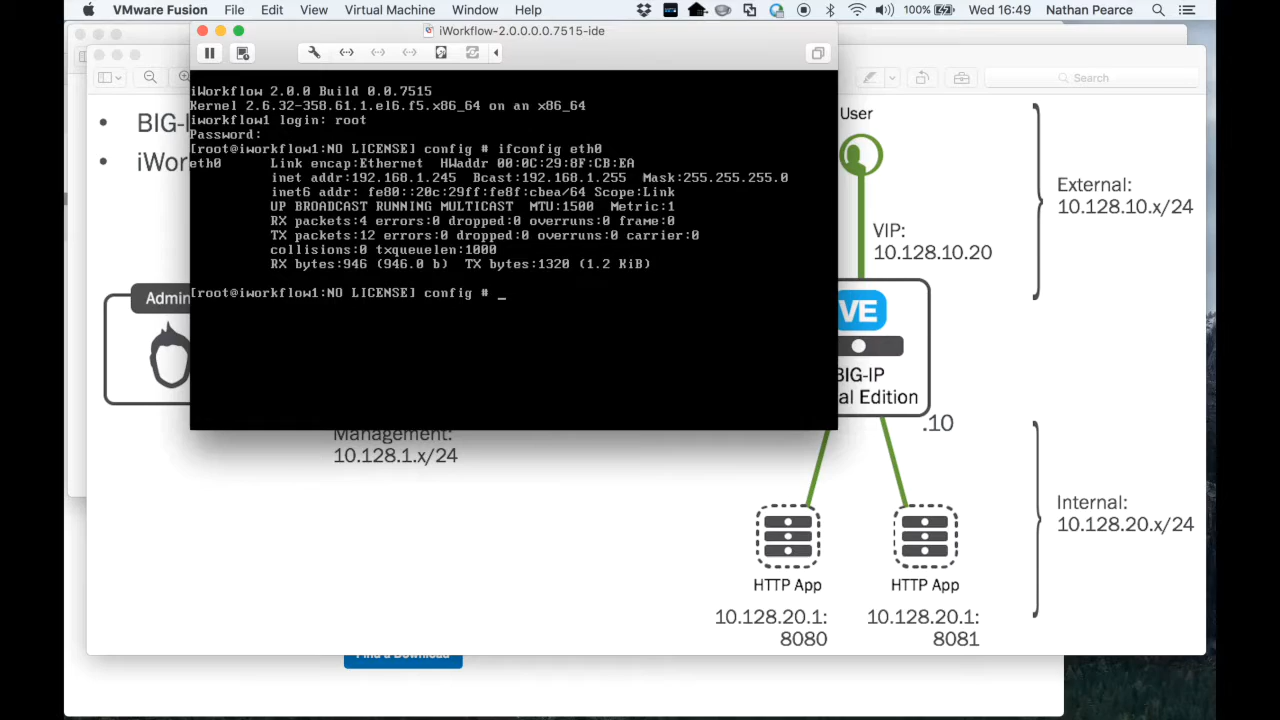 VMware Fusion File Edit View Virtual Machine Window Help 100% Wed 16:49 Nathan Pearce
iWorkflow-2.0.0.0.0.7515-ide
Search
iWorkflow 2.0.0 Build 0.0.7515
Kernel 2.6.32-358.61.1.el6.f5.x86_64 on an x86_64
iworkflow1 login: root
Password:
[root@iworkflow1:NO LICENSE] config # ifconfig eth0
eth0 Link encap:Ethernet HWaddr 00:0C:29:8F:CB:EA
inet addr:192.168.1.245 Bcast:192.168.1.255 Mask:255.255.255.0
inet6 addr: fe80::20c:29ff:fe8f:cbea/64 Scope:Link
UP BROADCAST RUNNING MULTICAST MTU:1500 Metric:1
RX packets:4 errors:0 dropped:0 overruns:0 frame:0
TX packets:12 errors:0 dropped:0 overruns:0 carrier:0
collisions:0 txqueuelen:1000
RX bytes:946 (946.0 b) TX bytes:1320 (1.2 KiB)
[root@iworkflow1:NO LICENSE] config # _
• BIG-I
• iWor
Admin
Management:
10.128.1.x/24
User
VIP:
10.128.10.20
External:
10.128.10.x/24
VE
BIG-IP
al Edition
.10
Internal:
10.128.20.x/24
HTTP App
10.128.20.1:
8080
HTTP App
10.128.20.1:
8081
Find a Download